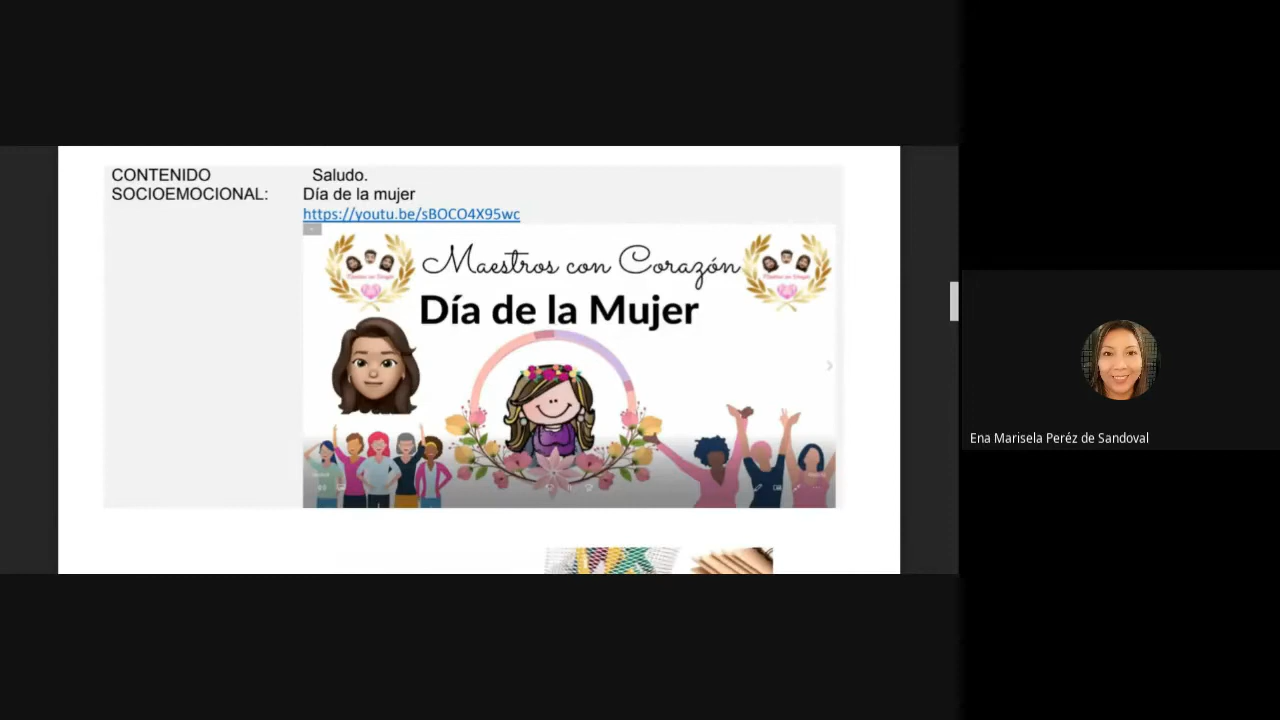 CONTENIDO
SOCIOEMOCIONAL:
Saludo.
Día de la mujer
https://youtu.be/sBOCO4X95wc
Maestros con Corazón
Día de la Mujer
Ena Marisela Peréz de Sandoval